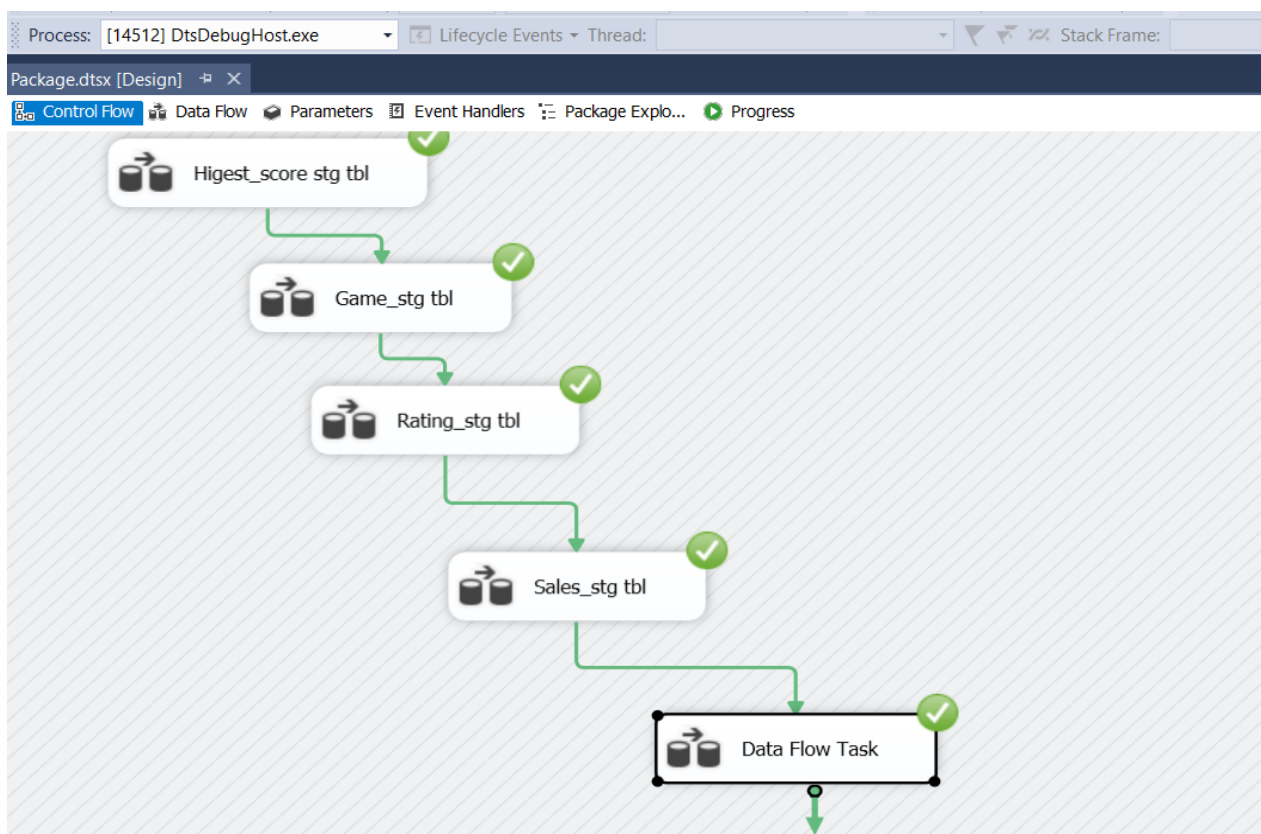 Process: [14512] DtsDebugHost.exe Lifecycle Events Thread: Stack Frame:
Package.dtsx [Design]
Control Flow Data Flow Parameters Event Handlers Package Explo... Progress
Higest_score stg tbl
Game_stg tbl
Rating_stg tbl
Sales_stg tbl
Data Flow Task